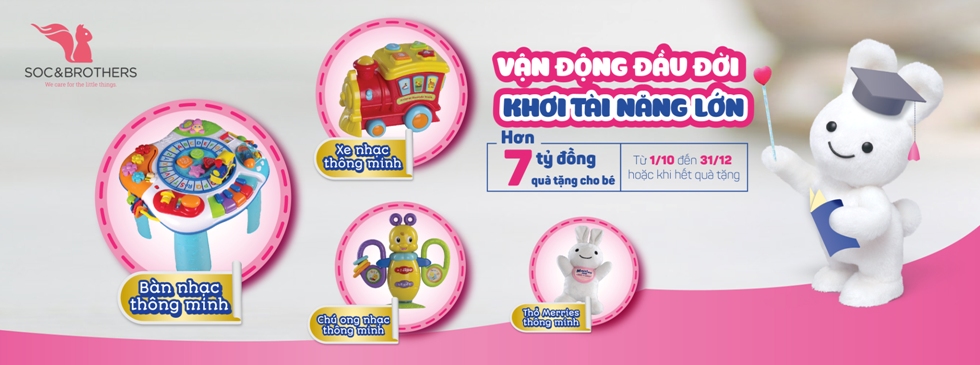 SOC&BROTHERS
We care for the little things
VẬN ĐỘNG ĐẦU ĐỜI
KHƠI TÀI NĂNG LỚN
Hơn
7 tỷ đồng
quà tặng cho bé
Từ 1/10 đến 31/12
hoặc khi hết quà tặng
Xe nhạc
thông minh
Bàn nhạc
thông minh
Chú ong nhạc
thông minh
Thỏ Merries
thông minh